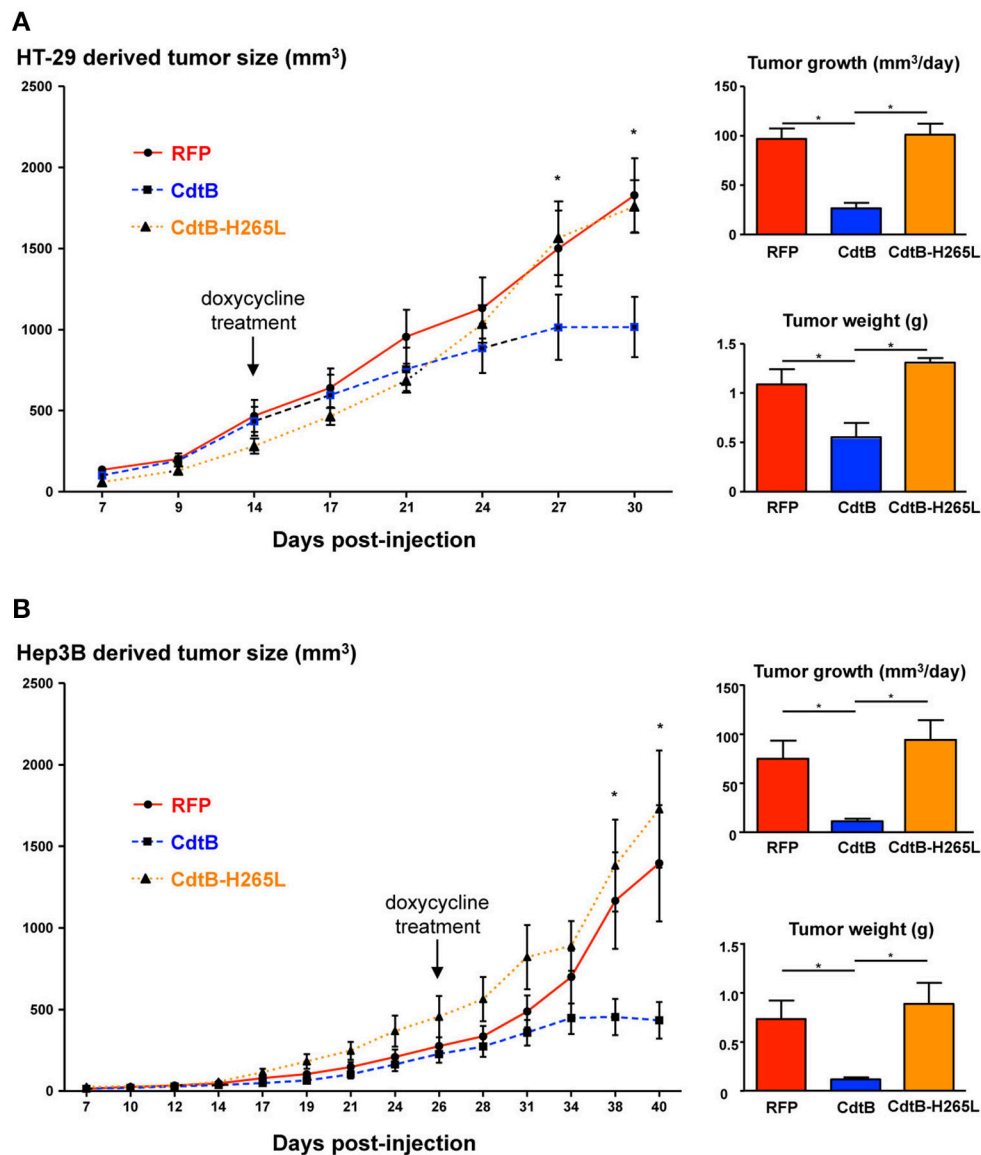 A
HT-29 derived tumor size (mm³)
2500
2000
1500
1000
500
0
RFP
CdtB
CdtB-H265L
doxycycline
treatment
*
*
7 9 14 17 21 24 27 30
Days post-injection
Tumor growth (mm³/day)
150
100
50
0
* *
RFP CdtB CdtB-H265L
Tumor weight (g)
1.5
1
0.5
0
* *
RFP CdtB CdtB-H265L
B
Hep3B derived tumor size (mm³)
2500
2000
1500
1000
500
0
RFP
CdtB
CdtB-H265L
doxycycline
treatment
*
*
7 10 12 14 17 19 21 24 26 28 31 34 38 40
Days post-injection
Tumor growth (mm³/day)
150
100
50
0
* *
RFP CdtB CdtB-H265L
Tumor weight (g)
1.5
1.0
0.5
0
* *
RFP CdtB CdtB-H265L